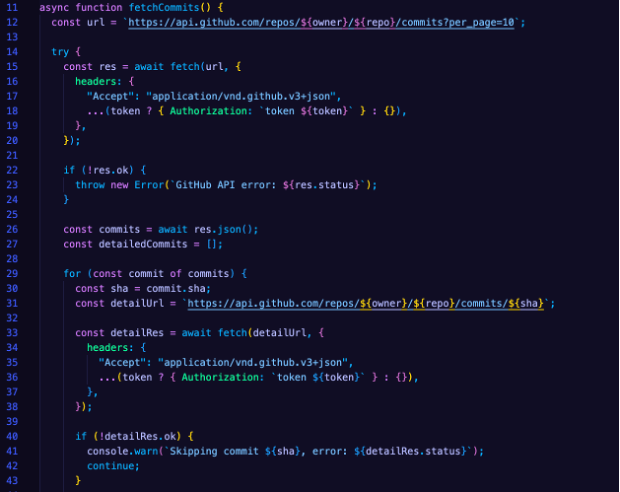 11 async function fetchCommits() {
12   const url = `https://api.github.com/repos/${owner}/${repo}/commits?per_page=10`;
13
14   try {
15     const res = await fetch(url, {
16       headers: {
17         "Accept": "application/vnd.github.v3+json",
18         ...(token ? { Authorization: `token ${token}` } : {}),
19       },
20     });
21
22     if (!res.ok) {
23       throw new Error(`GitHub API error: ${res.status}`);
24     }
25
26     const commits = await res.json();
27     const detailedCommits = [];
28
29     for (const commit of commits) {
30       const sha = commit.sha;
31       const detailUrl = `https://api.github.com/repos/${owner}/${repo}/commits/${sha}`;
32
33       const detailRes = await fetch(detailUrl, {
34         headers: {
35           "Accept": "application/vnd.github.v3+json",
36           ...(token ? { Authorization: `token ${token}` } : {}),
37         },
38       });
39
40       if (!detailRes.ok) {
41         console.warn(`Skipping commit ${sha}, error: ${detailRes.status}`);
42         continue;
43       }